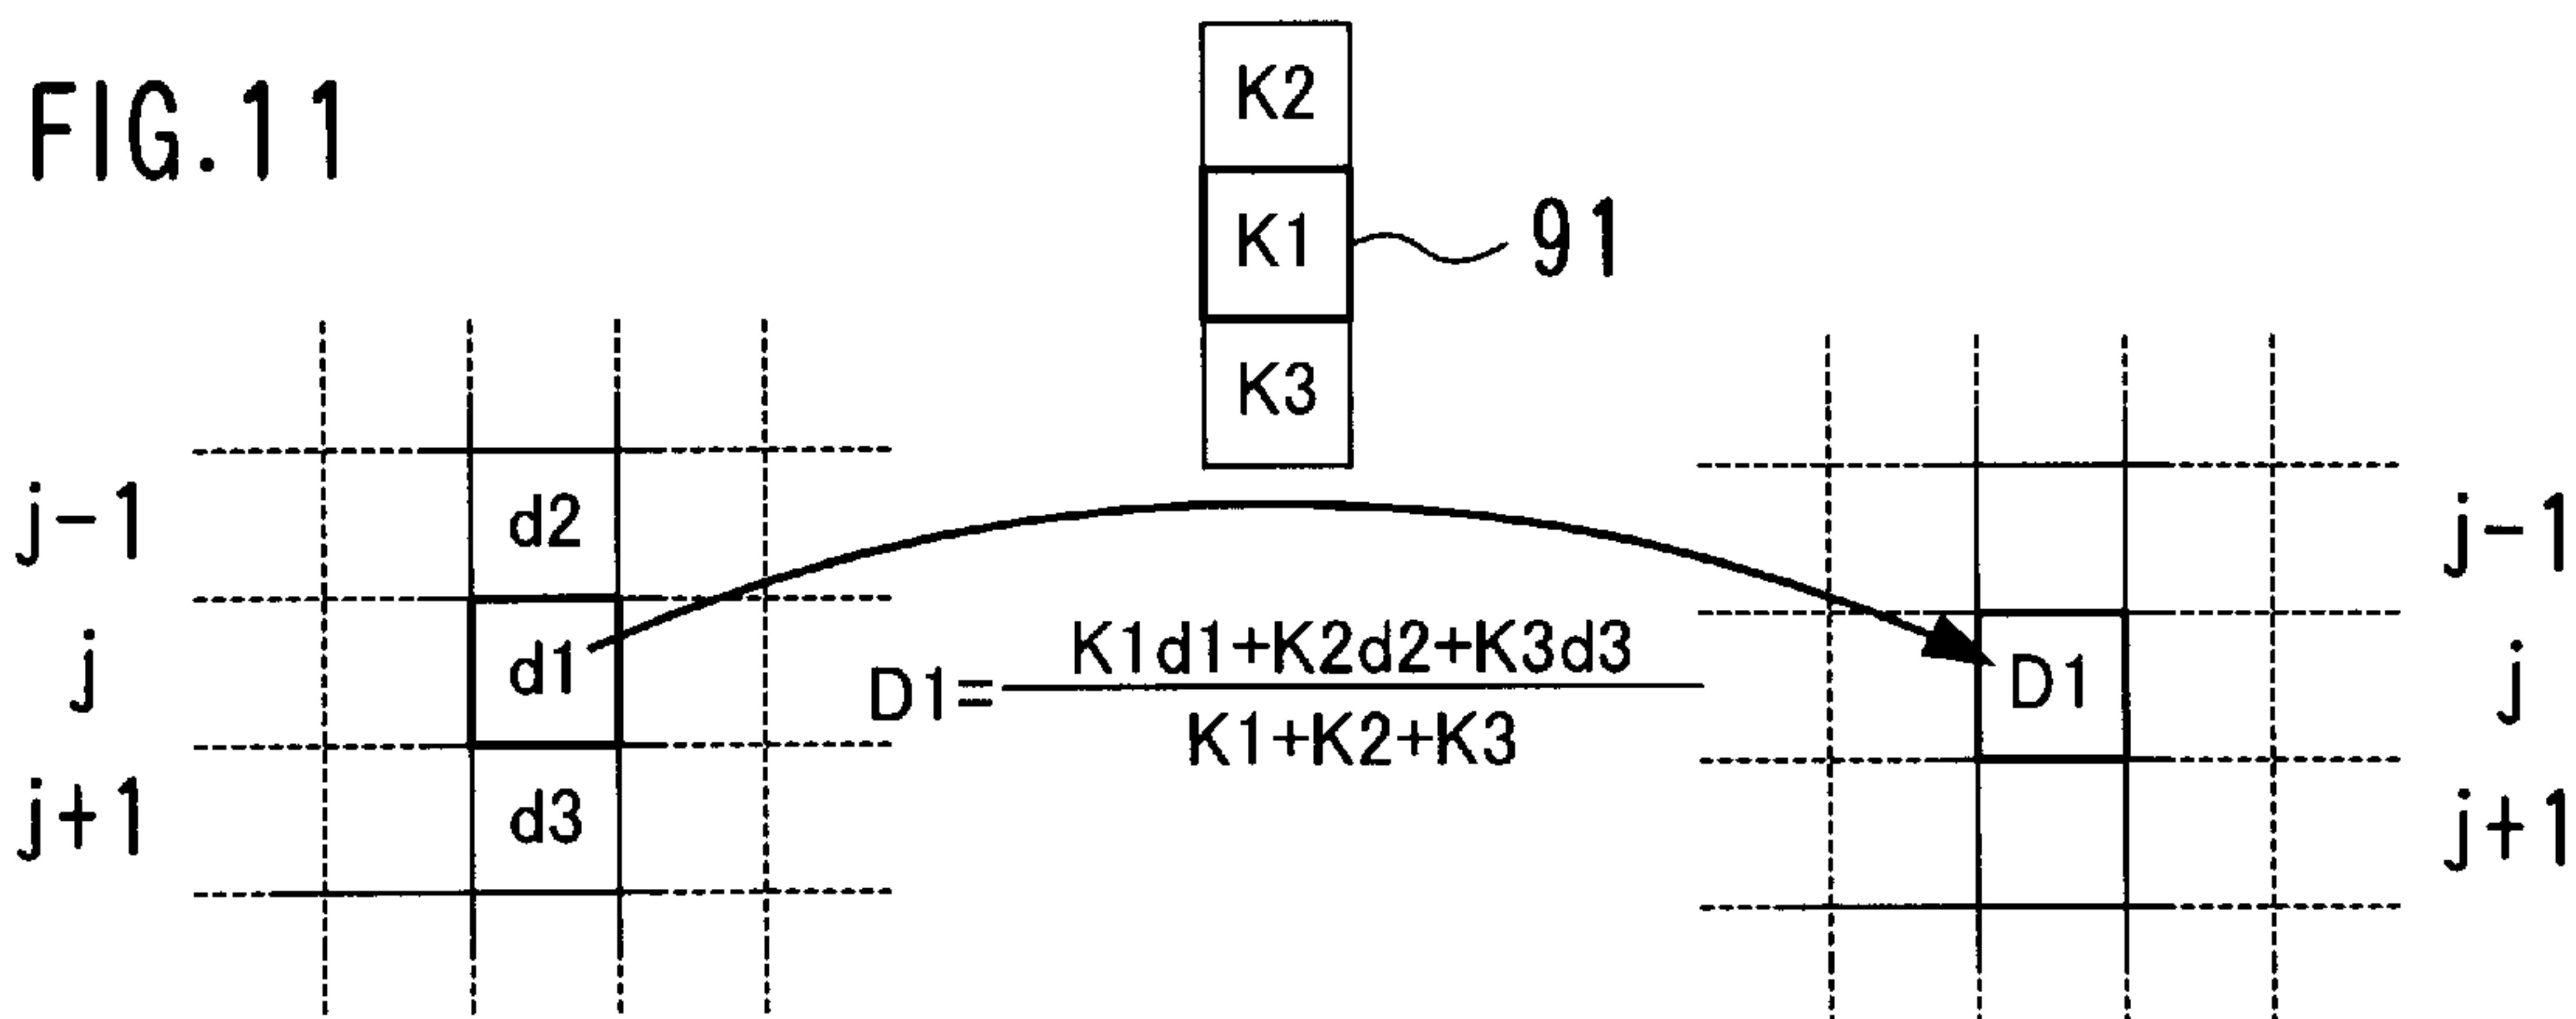 FIG.11
K2
K1
91
K3
j-1
d2
j-1
j
d1
D1=
K1d1+K2d2+K3d3
K1+K2+K3
D1
j
j+1
d3
j+1